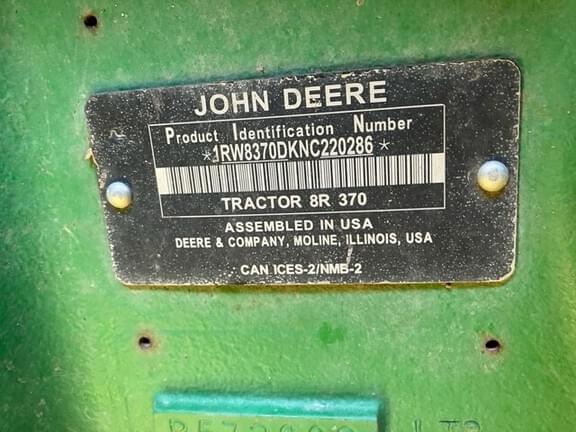 JOHN DEERE
Product Identification Number
*1RW8370DKNC220286*
TRACTOR 8R 370
ASSEMBLED IN USA
DEERE & COMPANY, MOLINE, ILLINOIS, USA
CAN ICES-2/NMB-2